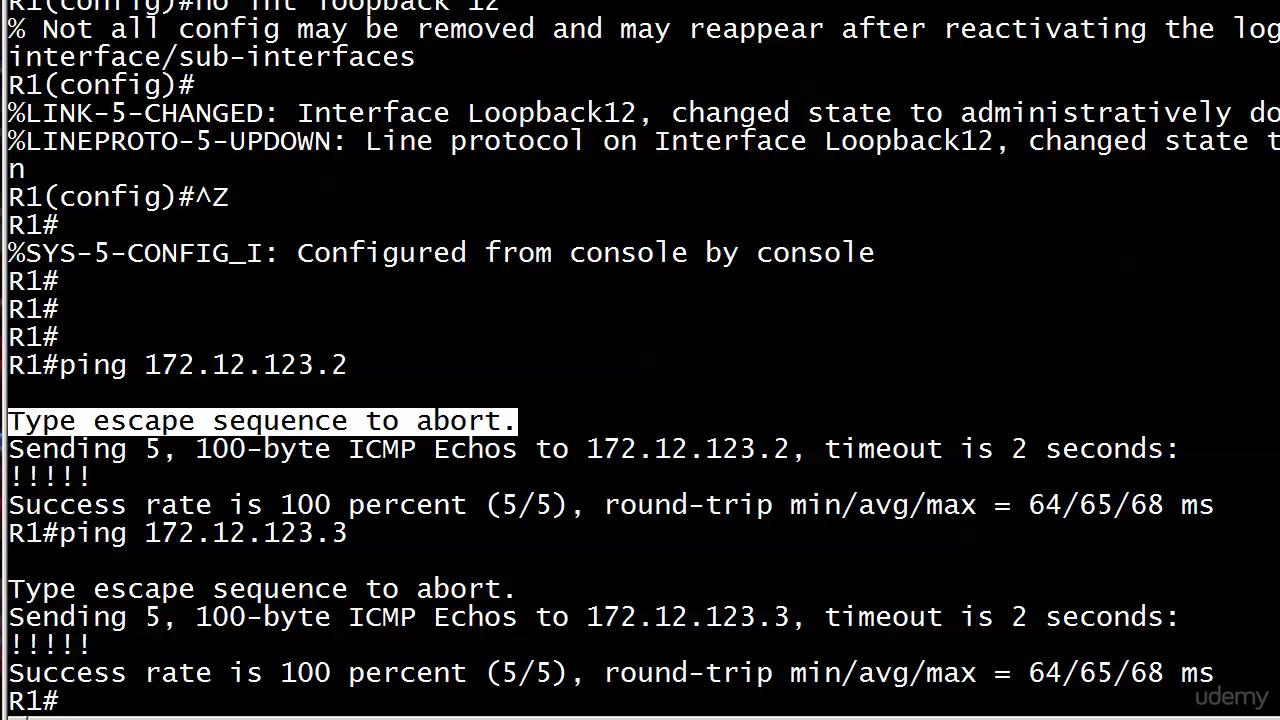 R1(config)#no int loopback 12
% Not all config may be removed and may reappear after reactivating the log
interface/sub-interfaces
R1(config)#
%LINK-5-CHANGED: Interface Loopback12, changed state to administratively do
%LINEPROTO-5-UPDOWN: Line protocol on Interface Loopback12, changed state t
n
R1(config)#^Z
R1#
%SYS-5-CONFIG_I: Configured from console by console
R1#
R1#
R1#
R1#ping 172.12.123.2
Type escape sequence to abort.
Sending 5, 100-byte ICMP Echos to 172.12.123.2, timeout is 2 seconds:
!!!!!
Success rate is 100 percent (5/5), round-trip min/avg/max = 64/65/68 ms
R1#ping 172.12.123.3
Type escape sequence to abort.
Sending 5, 100-byte ICMP Echos to 172.12.123.3, timeout is 2 seconds:
!!!!!
Success rate is 100 percent (5/5), round-trip min/avg/max = 64/65/68 ms
R1#
udemy